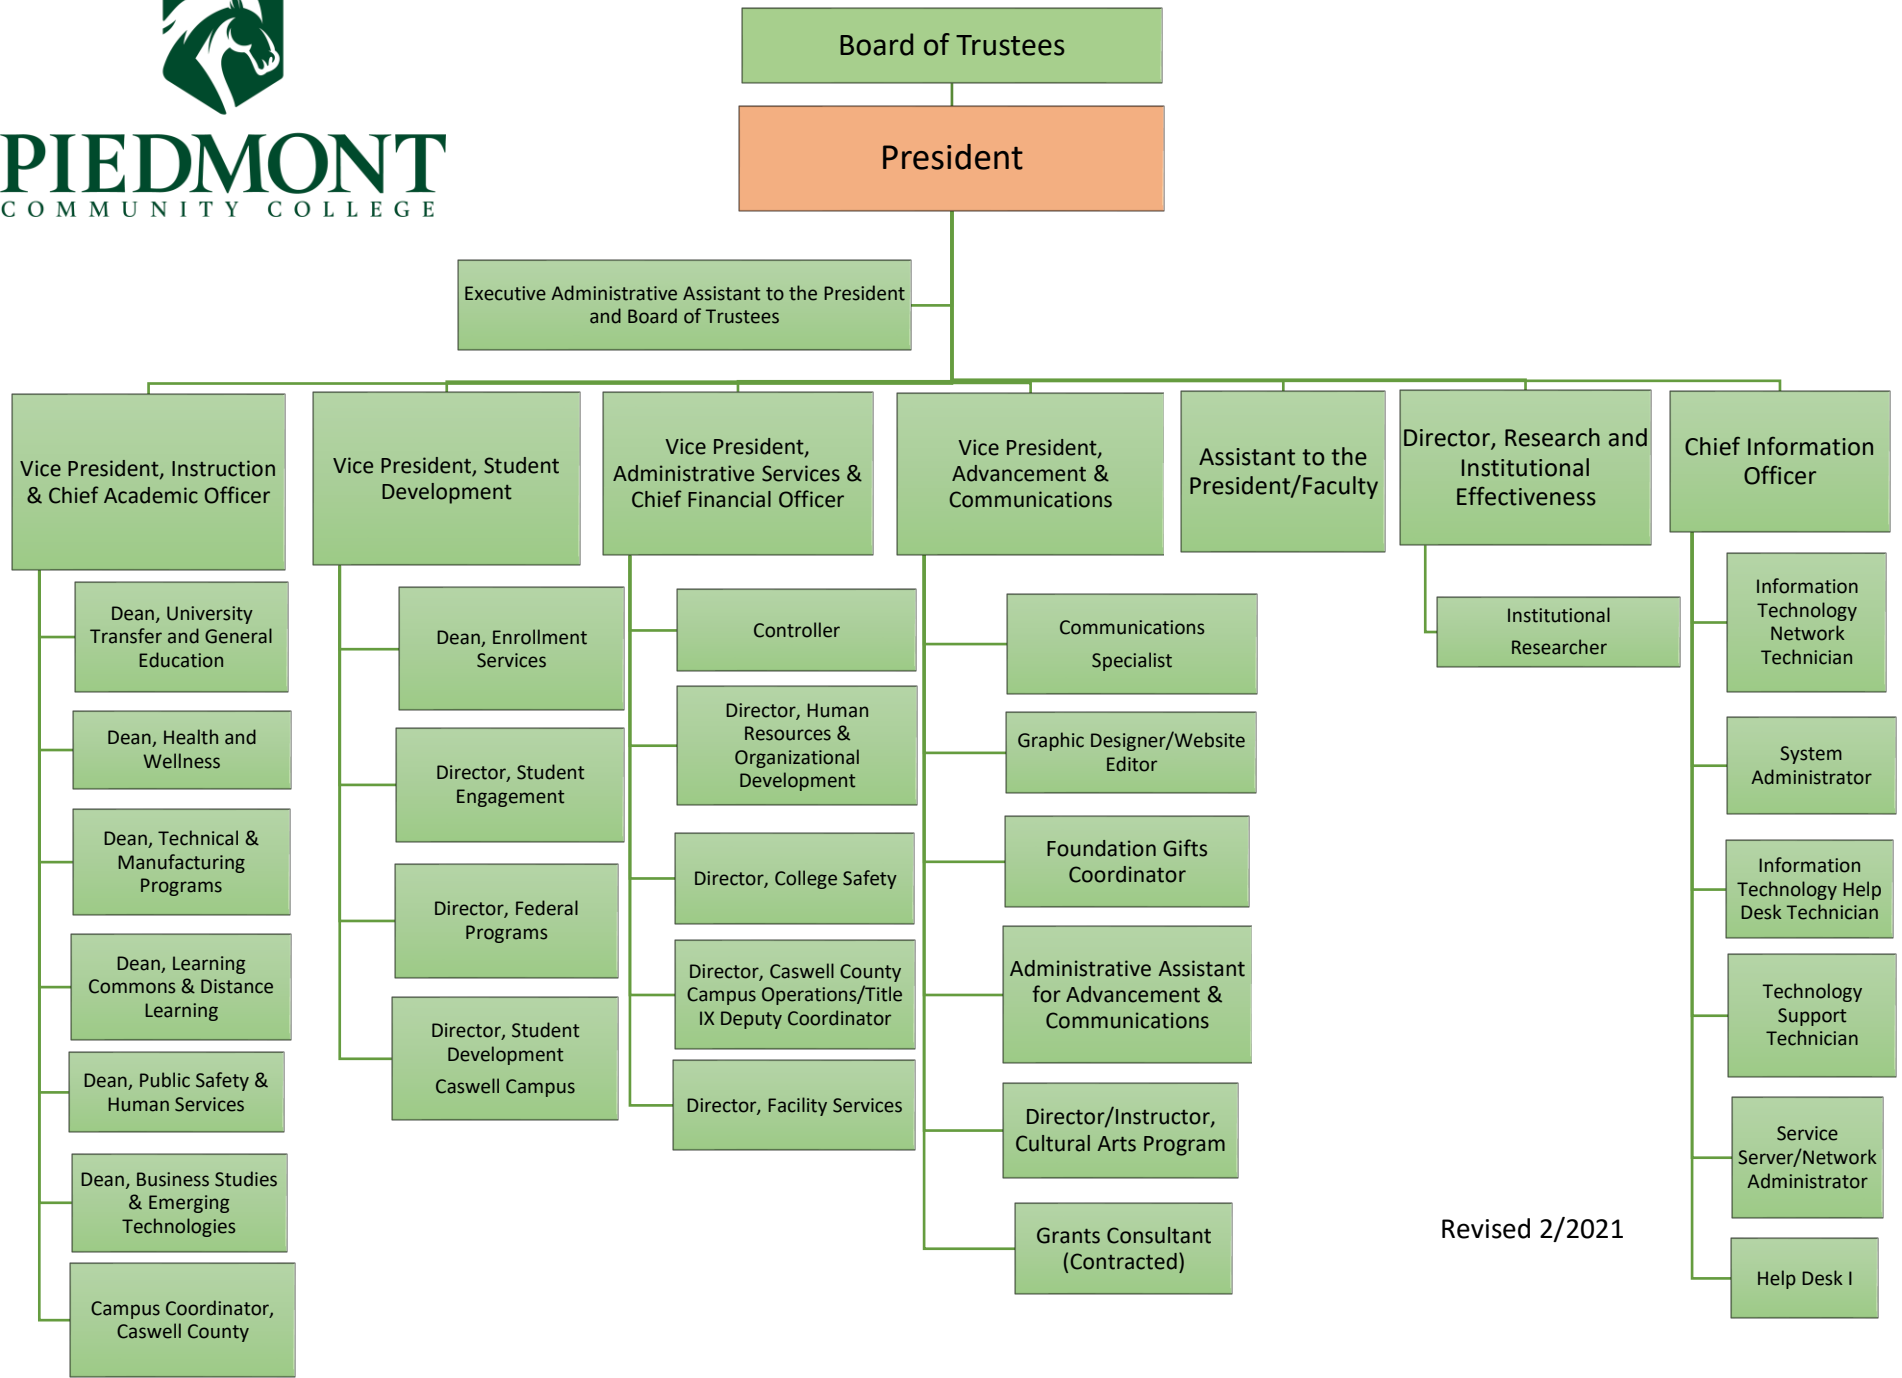 PIEDMONT
COMMUNITY COLLEGE
Board of Trustees
President
Executive Administrative Assistant to the President
and Board of Trustees
Vice President, Instruction
& Chief Academic Officer
Dean, University
Transfer and General
Education
Dean, Health and
Wellness
Dean, Technical &
Manufacturing
Programs
Dean, Learning
Commons & Distance
Learning
Dean, Public Safety &
Human Services
Dean, Business Studies
& Emerging
Technologies
Campus Coordinator,
Caswell County
Vice President, Student
Development
Dean, Enrollment
Services
Director, Student
Engagement
Director, Federal
Programs
Director, Student
Development
Caswell Campus
Vice President,
Administrative Services &
Chief Financial Officer
Controller
Director, Human
Resources &
Organizational
Development
Director, College Safety
Director, Caswell County
Campus Operations/Title
IX Deputy Coordinator
Director, Facility Services
Vice President,
Advancement &
Communications
Communications
Specialist
Graphic Designer/Website
Editor
Foundation Gifts
Coordinator
Administrative Assistant
for Advancement &
Communications
Director/Instructor,
Cultural Arts Program
Grants Consultant
(Contracted)
Assistant to the
President/Faculty
Director, Research and
Institutional
Effectiveness
Institutional
Researcher
Chief Information
Officer
Information
Technology
Network
Technician
System
Administrator
Information
Technology Help
Desk Technician
Technology
Support
Technician
Service
Server/Network
Administrator
Help Desk I
Revised 2/2021